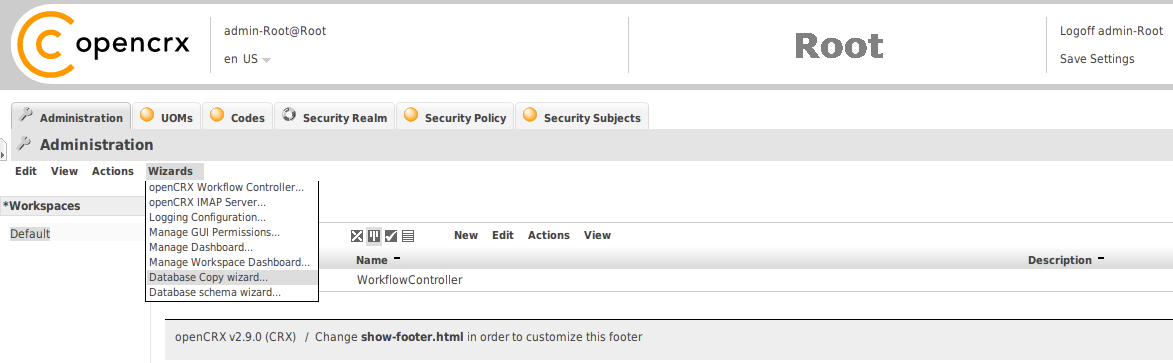 opencrx
admin-Root@Root
en US
Root
Logoff admin-Root
Save Settings
Administration UOMs Codes Security Realm Security Policy Security Subjects
Administration
Edit View Actions Wizards
openCRX Workflow Controller...
openCRX IMAP Server...
Logging Configuration...
Manage GUI Permissions...
Manage Dashboard...
Manage Workspace Dashboard...
Database Copy wizard...
Database schema wizard...
*Workspaces
Default
New Edit Actions View
Name Description
WorkflowController
openCRX v2.9.0 (CRX) / Change show-footer.html in order to customize this footer